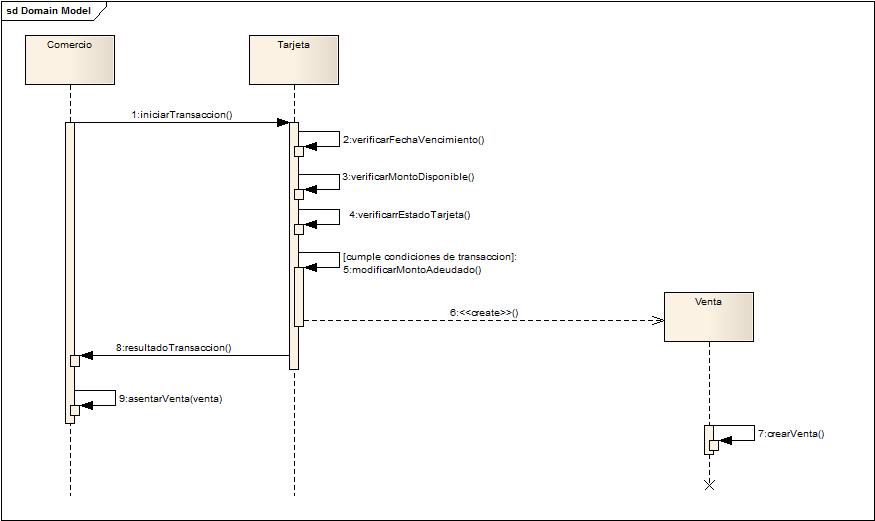 sd Domain Model
Comercio
Tarjeta
1:iniciarTransaccion()
2:verificarFechaVencimiento()
3:verificarMontoDisponible()
4:verificarrEstadoTarjeta()
[cumple condiciones de transaccion]:
5:modificarMontoAdeudado()
Venta
6:<<create>>()
8:resultadoTransaccion()
9:asentarVenta(venta)
7:crearVenta()